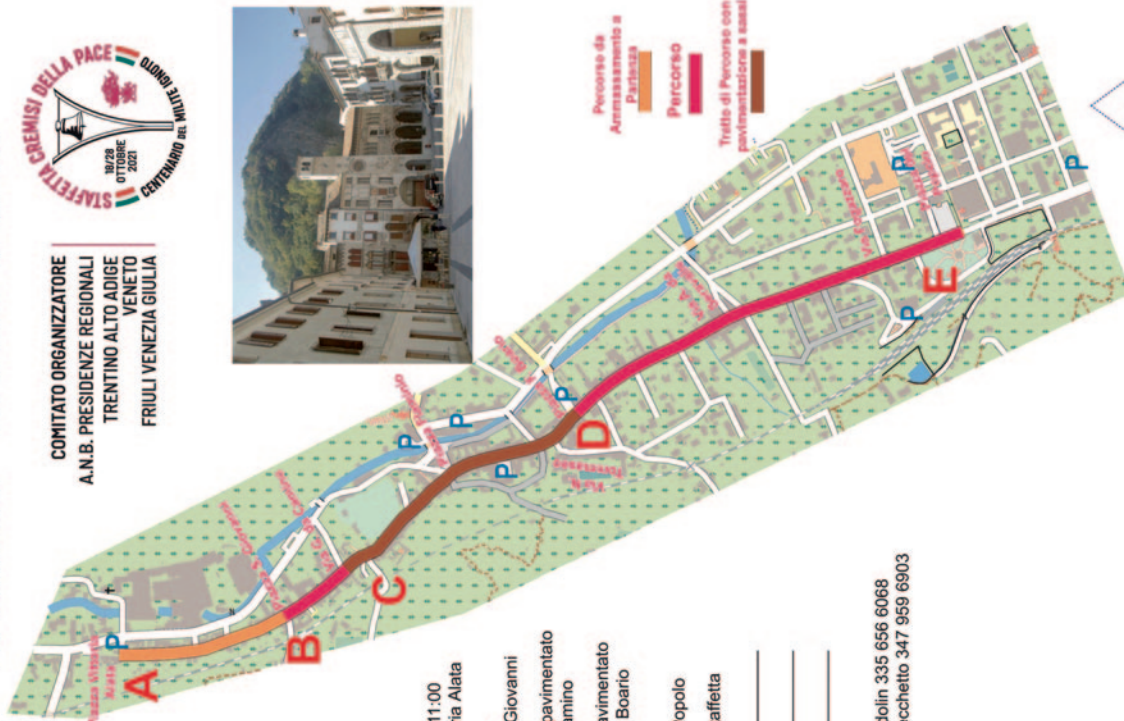 COMITATO ORGANIZZATORE
A.N.B. PRESIDENZE REGIONALI
TRENTINO ALTO ADIGE
VENETO
FRIULI VENEZIA GIULIA
STAFFETTA CREMISI DELLA PACE
18/28
OTTOBRE
2021
CENTENARIO DEL MILITE IGNOTO
Percorso da
Ammassamento a
Partenza
Percorso
Tratto di Percorso con
pavimentazione a sassi
A
B
C
D
E
P
P
P
P
P
P
P
P
11:00
ria Alata
Giovanni
pavimentato
amino
avimentato
Boario
opolo
affetta
dolin 335 656 6068
occhetto 347 959 6903